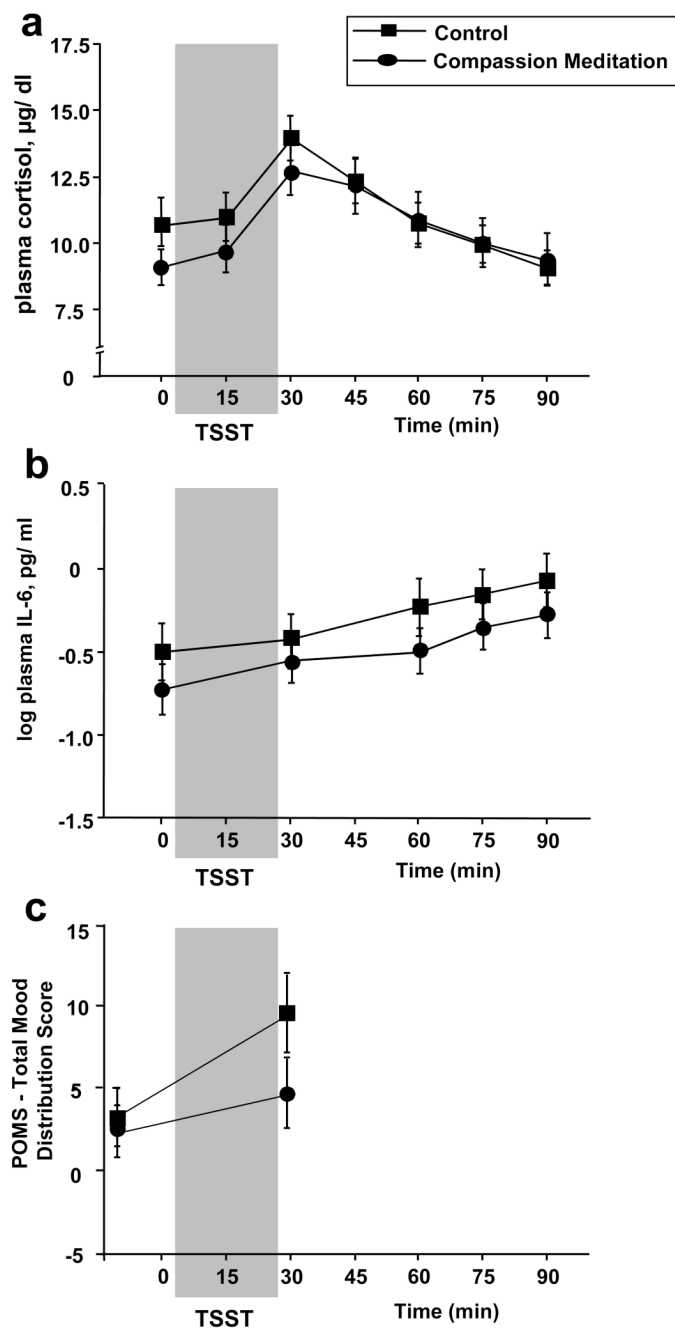 a
Control
Compassion Meditation
plasma cortisol, µg/ dl
17.5
15.0
12.5
10.0
7.5
0
0 15 30 45 60 75 90
TSST
Time (min)
b
log plasma IL-6, pg/ ml
0.5
0
-0.5
-1.0
-1.5
0 15 30 45 60 75 90
TSST
Time (min)
c
POMS - Total Mood
Distribution Score
15
10
5
0
-5
0 15 30 45 60 75 90
TSST
Time (min)